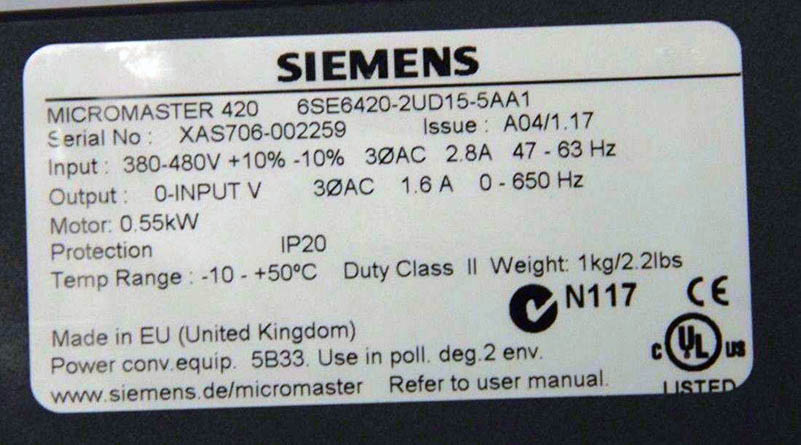 SIEMENS
MICROMASTER 420 6SE6420-2UD15-5AA1
Serial No : XAS706-002259 Issue : A04/1.17
Input : 380-480V +10% -10% 3ØAC 2.8A 47 - 63 Hz
Output : 0-INPUT V 3ØAC 1.6 A 0 - 650 Hz
Motor: 0.55kW
Protection IP20
Temp Range : -10 - +50ºC Duty Class II Weight: 1kg/2.2lbs
N117 CE
Made in EU (United Kingdom)
Power conv.equip. 5B33. Use in poll. deg.2 env.
C UL US
www.siemens.de/micromaster Refer to user manual.
LISTED